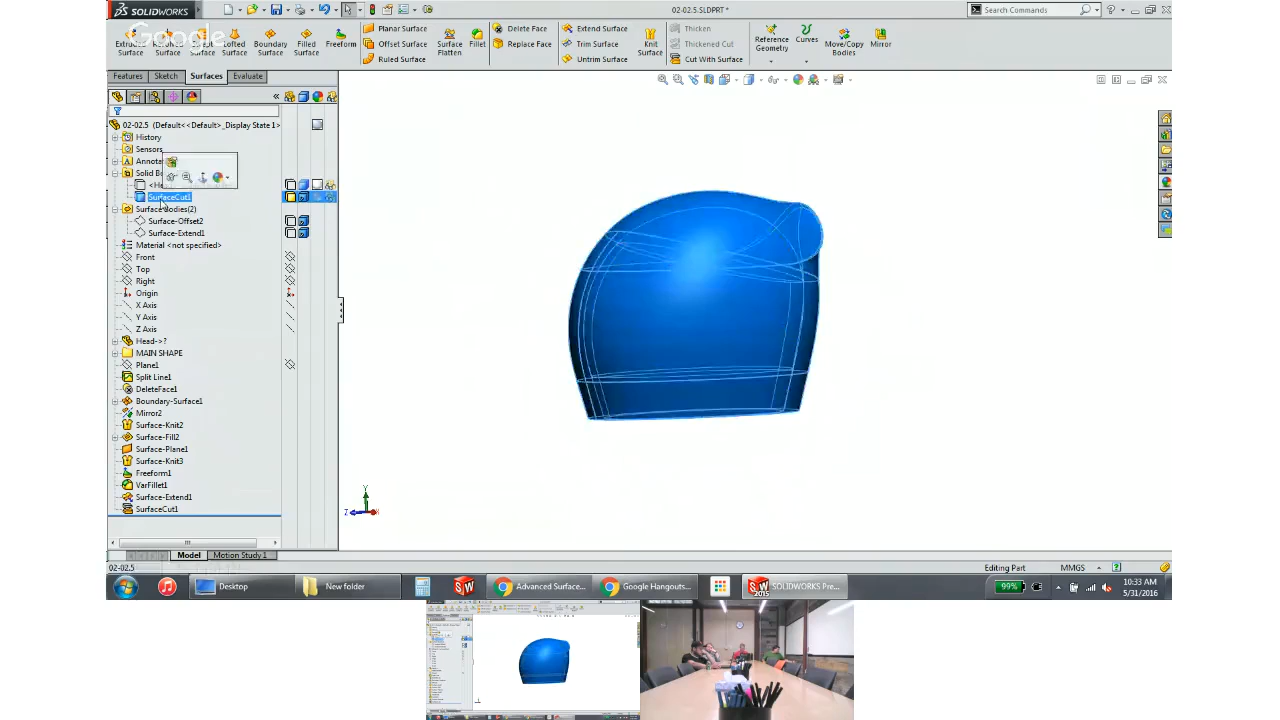 SOLIDWORKS
02-02.5.SLDPRT *
Search Commands
Google
Extruded Surface
Lofted Surface
Boundary Surface
Filled Surface
Freeform
Planar Surface
Offset Surface
Ruled Surface
Surface Flatten
Fillet
Delete Face
Replace Face
Extend Surface
Trim Surface
Untrim Surface
Knit Surface
Thicken
Thickened Cut
Cut With Surface
Reference Geometry
Curves
Move/Copy Bodies
Mirror
Features
Sketch
Surfaces
Evaluate
02-02.5 (Default<<Default>_Display State 1>
History
Sensors
Annota
Solid Bo
<He
SurfaceCut1
Surface Bodies(2)
Surface-Offset2
Surface-Extend1
Material <not specified>
Front
Top
Right
Origin
X Axis
Y Axis
Z Axis
Head->?
MAIN SHAPE
Plane1
Split Line1
DeleteFace1
Boundary-Surface1
Mirror2
Surface-Knit2
Surface-Fill2
Surface-Plane1
Surface-Knit3
Freeform1
VarFillet1
Surface-Extend1
SurfaceCut1
Y
Z
X
Model
Motion Study 1
02-02.5
Editing Part
MMGS
Desktop
New folder
Advanced Surface...
Google Hangouts...
SOLIDWORKS Pre...
99%
10:33 AM
5/31/2016